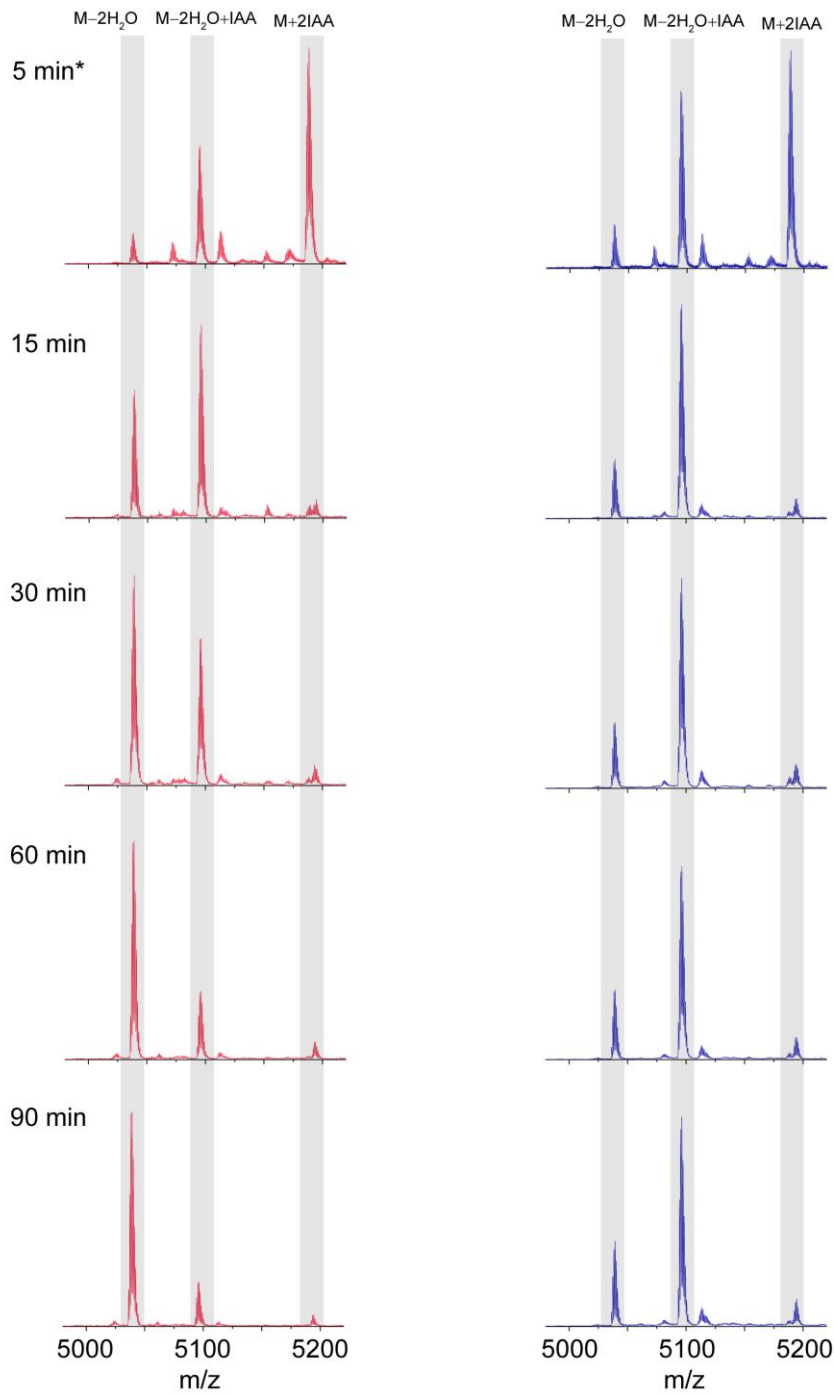 M−2H₂O M−2H₂O+IAA M+2IAA M−2H₂O M−2H₂O+IAA M+2IAA
5 min*
15 min
30 min
60 min
90 min
5000 5100 5200 5000 5100 5200
m/z m/z